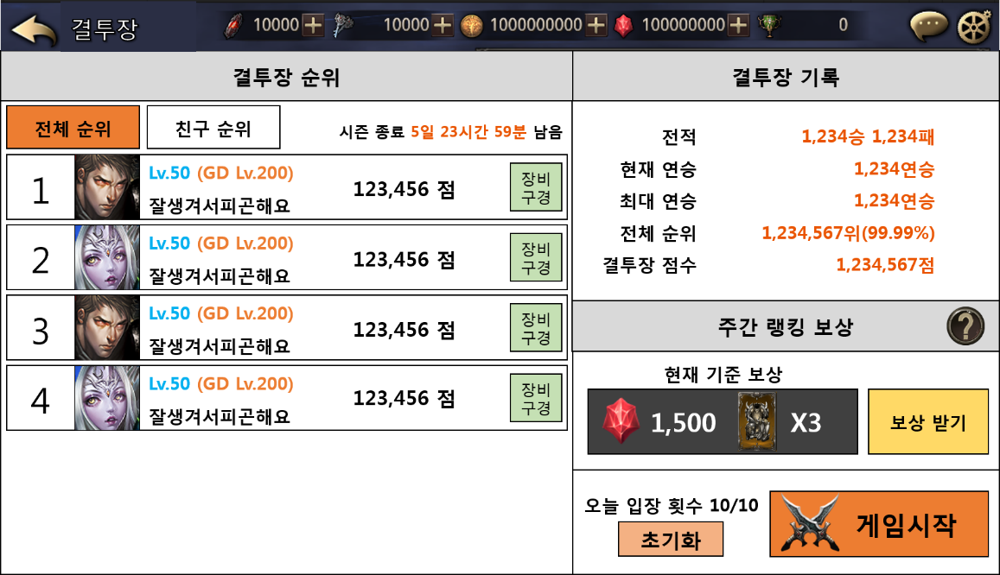 결투장
10000
10000
1000000000
100000000
0
결투장 순위
전체 순위
친구 순위
시즌 종료 5일 23시간 59분 남음
1
Lv.50 (GD Lv.200)
잘생겨서피곤해요
123,456 점
장비
구경
2
Lv.50 (GD Lv.200)
잘생겨서피곤해요
123,456 점
장비
구경
3
Lv.50 (GD Lv.200)
잘생겨서피곤해요
123,456 점
장비
구경
4
Lv.50 (GD Lv.200)
잘생겨서피곤해요
123,456 점
장비
구경
결투장 기록
전적 1,234승 1,234패
현재 연승 1,234연승
최대 연승 1,234연승
전체 순위 1,234,567위(99.99%)
결투장 점수 1,234,567점
주간 랭킹 보상
?
현재 기준 보상
1,500
X3
보상 받기
오늘 입장 횟수 10/10
초기화
게임시작